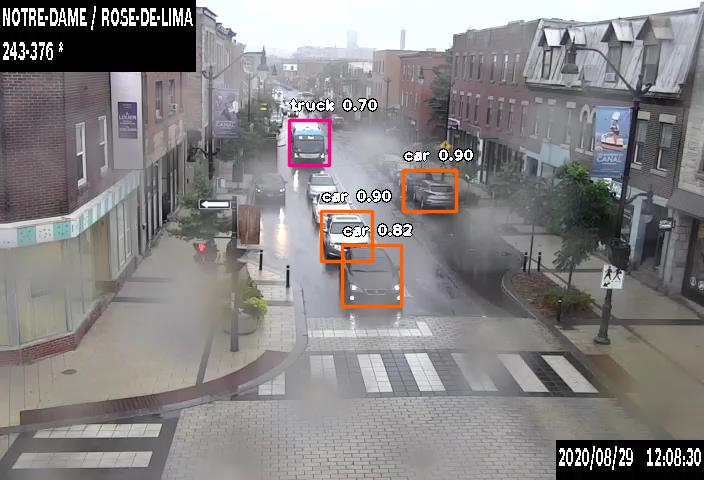 NOTRE-DAME / ROSE-DE-LIMA
243-376 *
truck 0.70
car 0.90
car 0.90
car 0.82
CANAL
2020/08/29 12:08:30